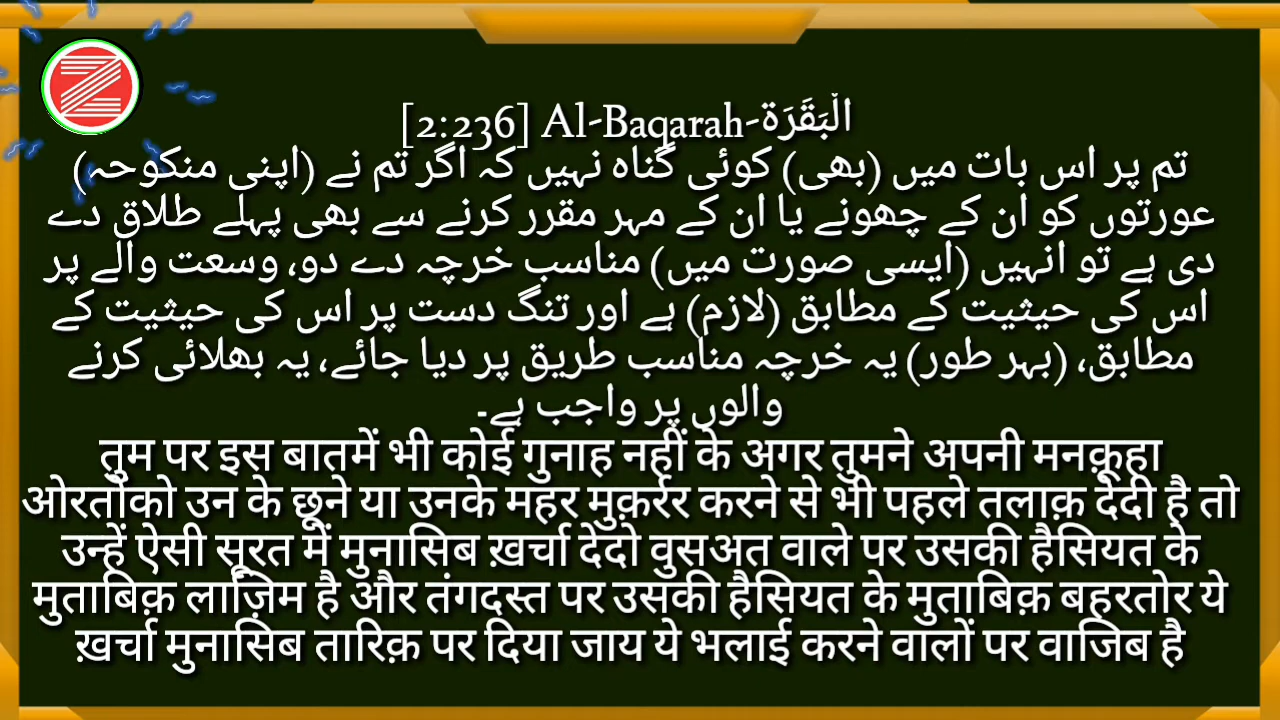 [2:236] Al-Baqarah-الْبَقَرَة
تم پر اس بات میں (بھی) کوئی گناہ نہیں کہ اگر تم نے (اپنی منکوحہ)
عورتوں کو ان کے چھونے یا ان کے مہر مقرر کرنے سے بھی پہلے طلاق دے
دی ہے تو انہیں (ایسی صورت میں) مناسب خرچہ دے دو، وسعت والے پر
اس کی حیثیت کے مطابق (لازم) ہے اور تنگ دست پر اس کی حیثیت کے
مطابق، (بہر طور) یہ خرچہ مناسب طریق پر دیا جائے، یہ بھلائی کرنے
والوں پر واجب ہے۔
तुम पर इस बातमें भी कोई गुनाह नहीं के अगर तुमने अपनी मनक़ूहा
ओरतोंको उन के छूने या उनके महर मुक़र्रर करने से भी पहले तलाक़ देदी है तो
उन्हें ऐसी सूरत में मुनासिब ख़र्चा देदो वुसअत वाले पर उसकी हैसियत के
मुताबिक़ लाज़िम है और तंगदस्त पर उसकी हैसियत के मुताबिक़ बहरतोर ये
ख़र्चा मुनासिब तारिक़ पर दिया जाय ये भलाई करने वालों पर वाजिब है